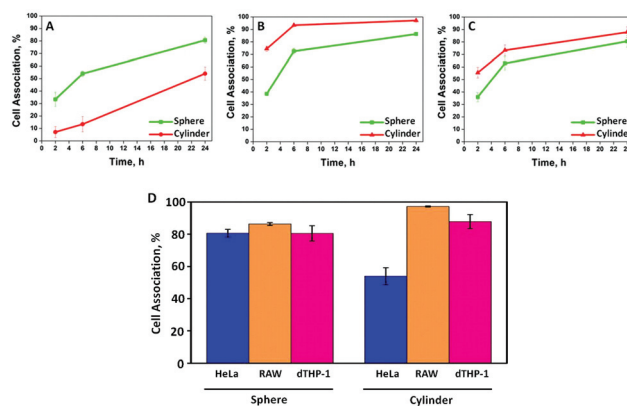 A
Cell Association, %
100
90
80
70
60
50
40
30
20
10
0
Sphere
Cylinder
0 2 4 6 8 10 12 14 16 18 20 22 24
Time, h
B
Cell Association, %
100
90
80
70
60
50
40
30
20
10
0
Sphere
Cylinder
0 2 4 6 8 10 12 14 16 18 20 22 24
Time, h
C
Cell Association, %
100
90
80
70
60
50
40
30
20
10
0
Sphere
Cylinder
0 2 4 6 8 10 12 14 16 18 20 22
Time, h
D
Cell Association, %
100
80
60
40
20
0
HeLa RAW dTHP-1 HeLa RAW dTHP-1
Sphere Cylinder